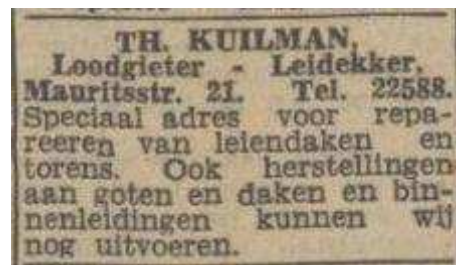 TH. KUILMAN,
Loodgieter - Leidekker.
Mauritsstr. 21. Tel. 22588.
Speciaal adres voor repa-
reeren van leiendaken en
torens. Ook herstellingen
aan goten en daken en bin-
nenleidingen kunnen wij
nog uitvoeren.